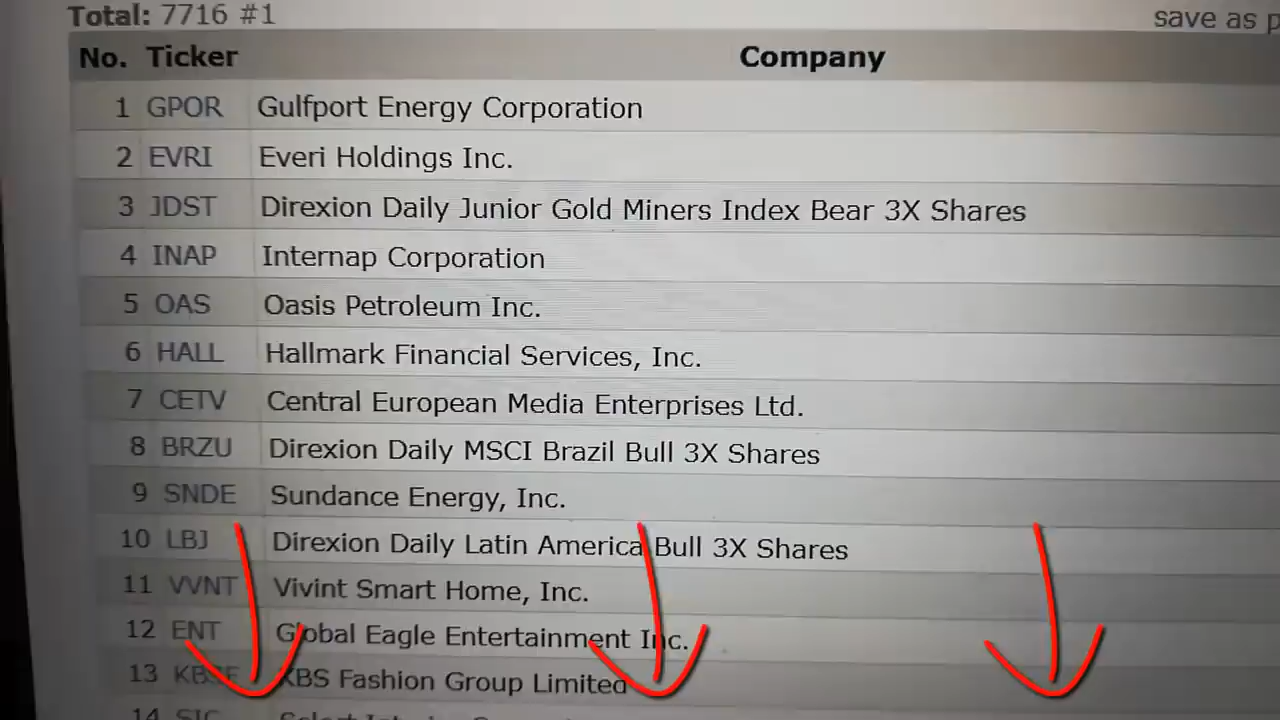 Total: 7716 #1
save as
No. Ticker Company
1 GPOR Gulfport Energy Corporation
2 EVRI Everi Holdings Inc.
3 JDST Direxion Daily Junior Gold Miners Index Bear 3X Shares
4 INAP Internap Corporation
5 OAS Oasis Petroleum Inc.
6 HALL Hallmark Financial Services, Inc.
7 CETV Central European Media Enterprises Ltd.
8 BRZU Direxion Daily MSCI Brazil Bull 3X Shares
9 SNDE Sundance Energy, Inc.
10 LBJ Direxion Daily Latin America Bull 3X Shares
11 VVNT Vivint Smart Home, Inc.
12 ENT Global Eagle Entertainment Inc.
13 KBS Fashion Group Limited
14 SIC